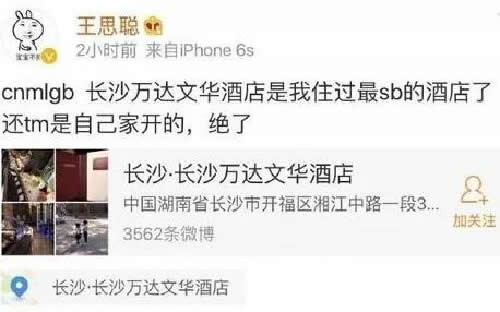 王思聪
2小时前 来自iPhone 6s
cnmlgb 长沙万达文华酒店是我住过最sb的酒店了
还tm是自己家开的，绝了
长沙·长沙万达文华酒店
中国湖南省长沙市开福区湘江中路一段3...
3562条微博
加关注
长沙·长沙万达文华酒店